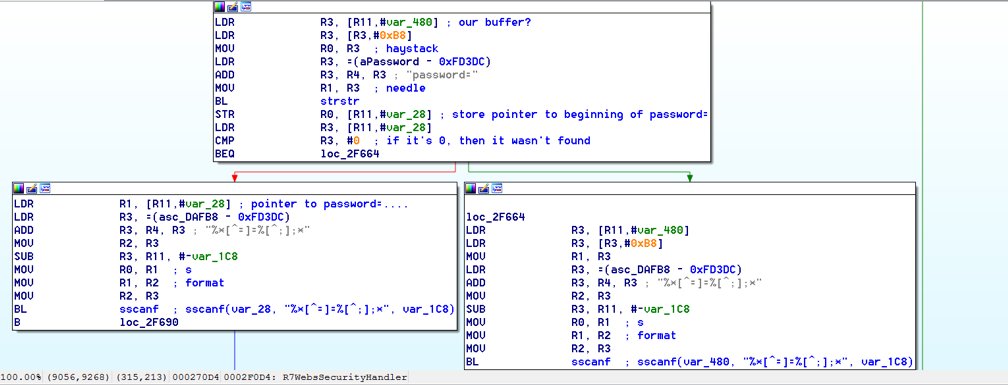 LDR R3, [R11,#var_480] ; our buffer?
LDR R3, [R3,#0xB8]
MOV R0, R3 ; haystack
LDR R3, =(aPassword - 0xFD3DC)
ADD R3, R4, R3 ; "password="
MOV R1, R3 ; needle
BL strstr
STR R0, [R11,#var_28] ; store pointer to beginning of password=
LDR R3, [R11,#var_28]
CMP R3, #0 ; if it's 0, then it wasn't found
BEQ loc_2F664
LDR R1, [R11,#var_28] ; pointer to password=....
LDR R3, =(asc_DAFB8 - 0xFD3DC)
ADD R3, R4, R3 ; "%*[^=]=%[^;];*"
MOV R2, R3
SUB R3, R11, #-var_1C8
MOV R0, R1 ; s
MOV R1, R2 ; format
MOV R2, R3
BL sscanf ; sscanf(var_28, "%*[^=]=%[^;];*", var_1C8)
B loc_2F690
loc_2F664
LDR R3, [R11,#var_480]
LDR R3, [R3,#0xB8]
MOV R1, R3
LDR R3, =(asc_DAFB8 - 0xFD3DC)
ADD R3, R4, R3 ; "%*[^=]=%[^;];*"
MOV R2, R3
SUB R3, R11, #-var_1C8
MOV R0, R1 ; s
MOV R1, R2 ; format
MOV R2, R3
BL sscanf ; sscanf(var_480, "%*[^=]=%[^;];*", var_1C8)
100.00% (9056,9268) (315,213) 000270D4 0002F0D4: R7WebsSecurityHandler